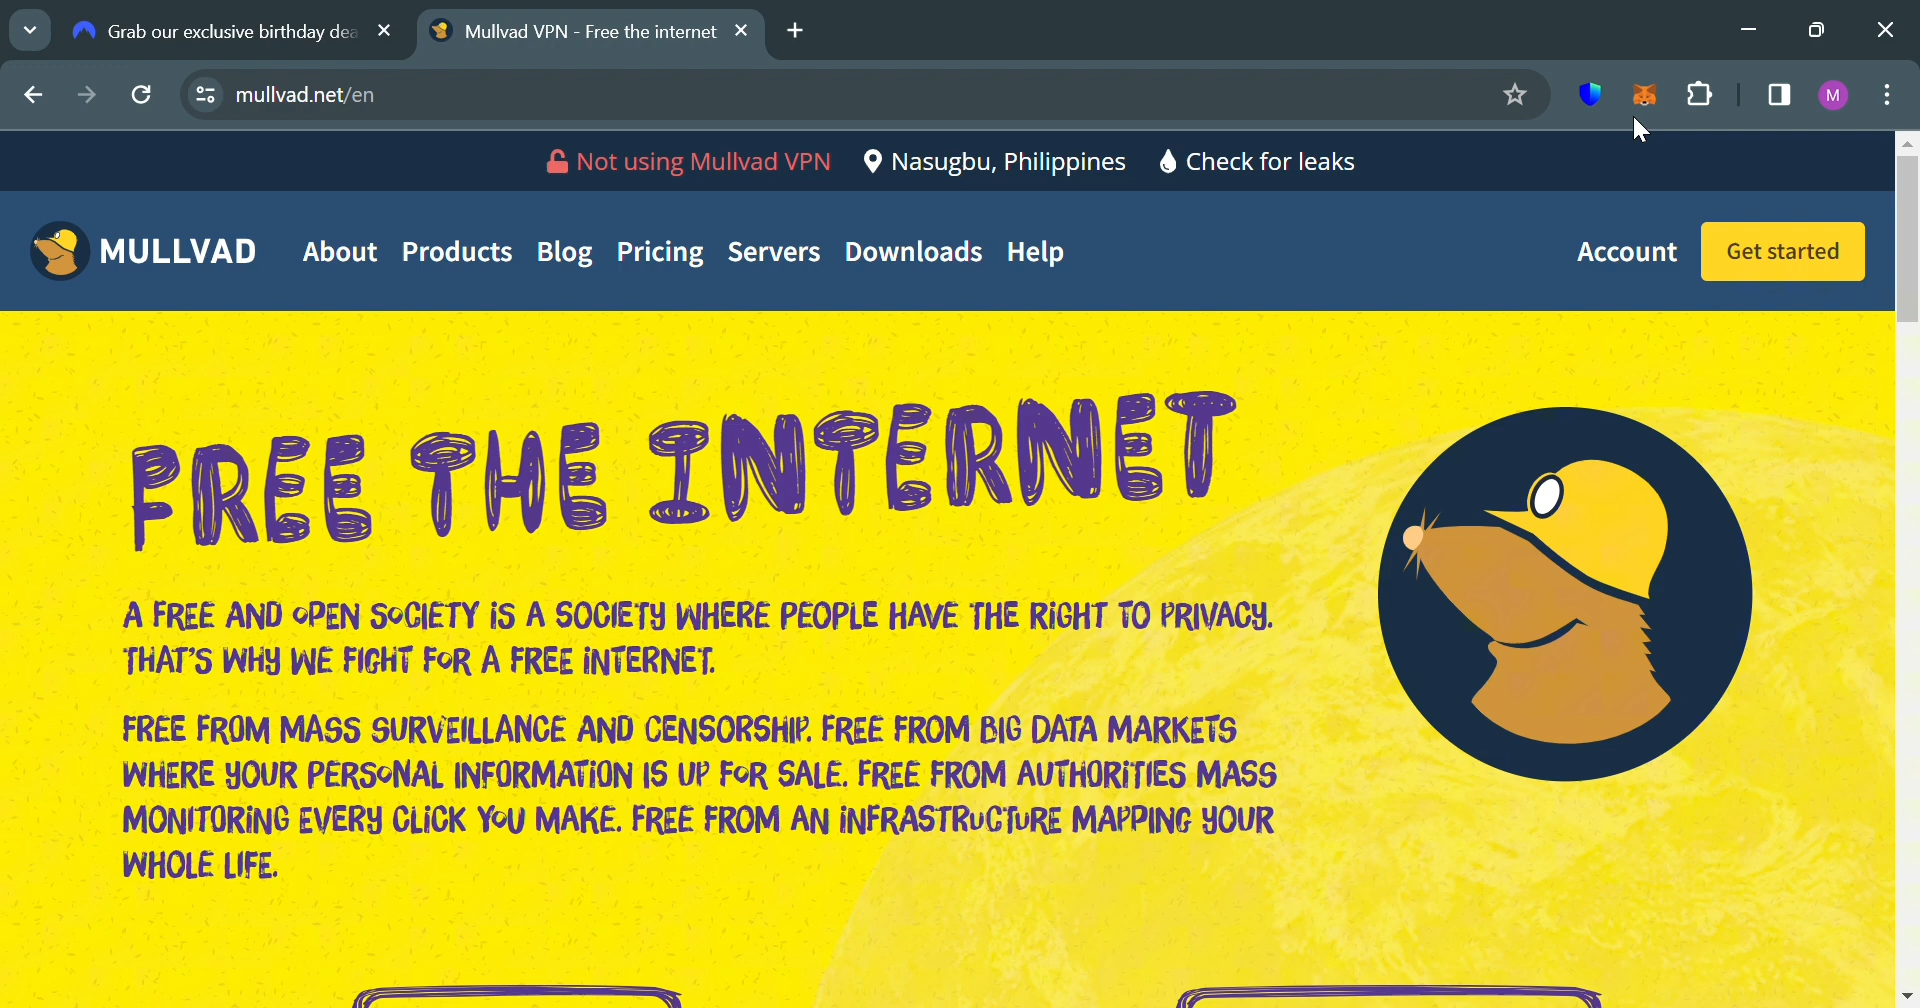 Grab our exclusive birthday dea
Mullvad VPN - Free the internet
mullvad.net/en
M
Not using Mullvad VPN Nasugbu, Philippines Check for leaks
MULLVAD About Products Blog Pricing Servers Downloads Help Account Get started
FREE THE INTERNET
A FREE AND OPEN SOCIETY IS A SOCIETY WHERE PEOPLE HAVE THE RIGHT TO PRIVACY.
THAT'S WHY WE FIGHT FOR A FREE INTERNET.
FREE FROM MASS SURVEILLANCE AND CENSORSHIP. FREE FROM BIG DATA MARKETS
WHERE YOUR PERSONAL INFORMATION IS UP FOR SALE. FREE FROM AUTHORITIES MASS
MONITORING EVERY CLICK YOU MAKE. FREE FROM AN INFRASTRUCTURE MAPPING YOUR
WHOLE LIFE.